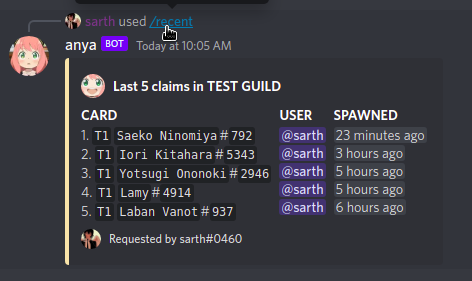 sarth used /recent
anya BOT Today at 10:05 AM
Last 5 claims in TEST GUILD
CARD USER SPAWNED
1. T1 Saeko Ninomiya #792 @sarth 23 minutes ago
2. T1 Iori Kitahara #5343 @sarth 3 hours ago
3. T1 Yotsugi Ononoki #2946 @sarth 5 hours ago
4. T1 Lamy #4914 @sarth 5 hours ago
5. T1 Laban Vanot #937 @sarth 6 hours ago
Requested by sarth#0460